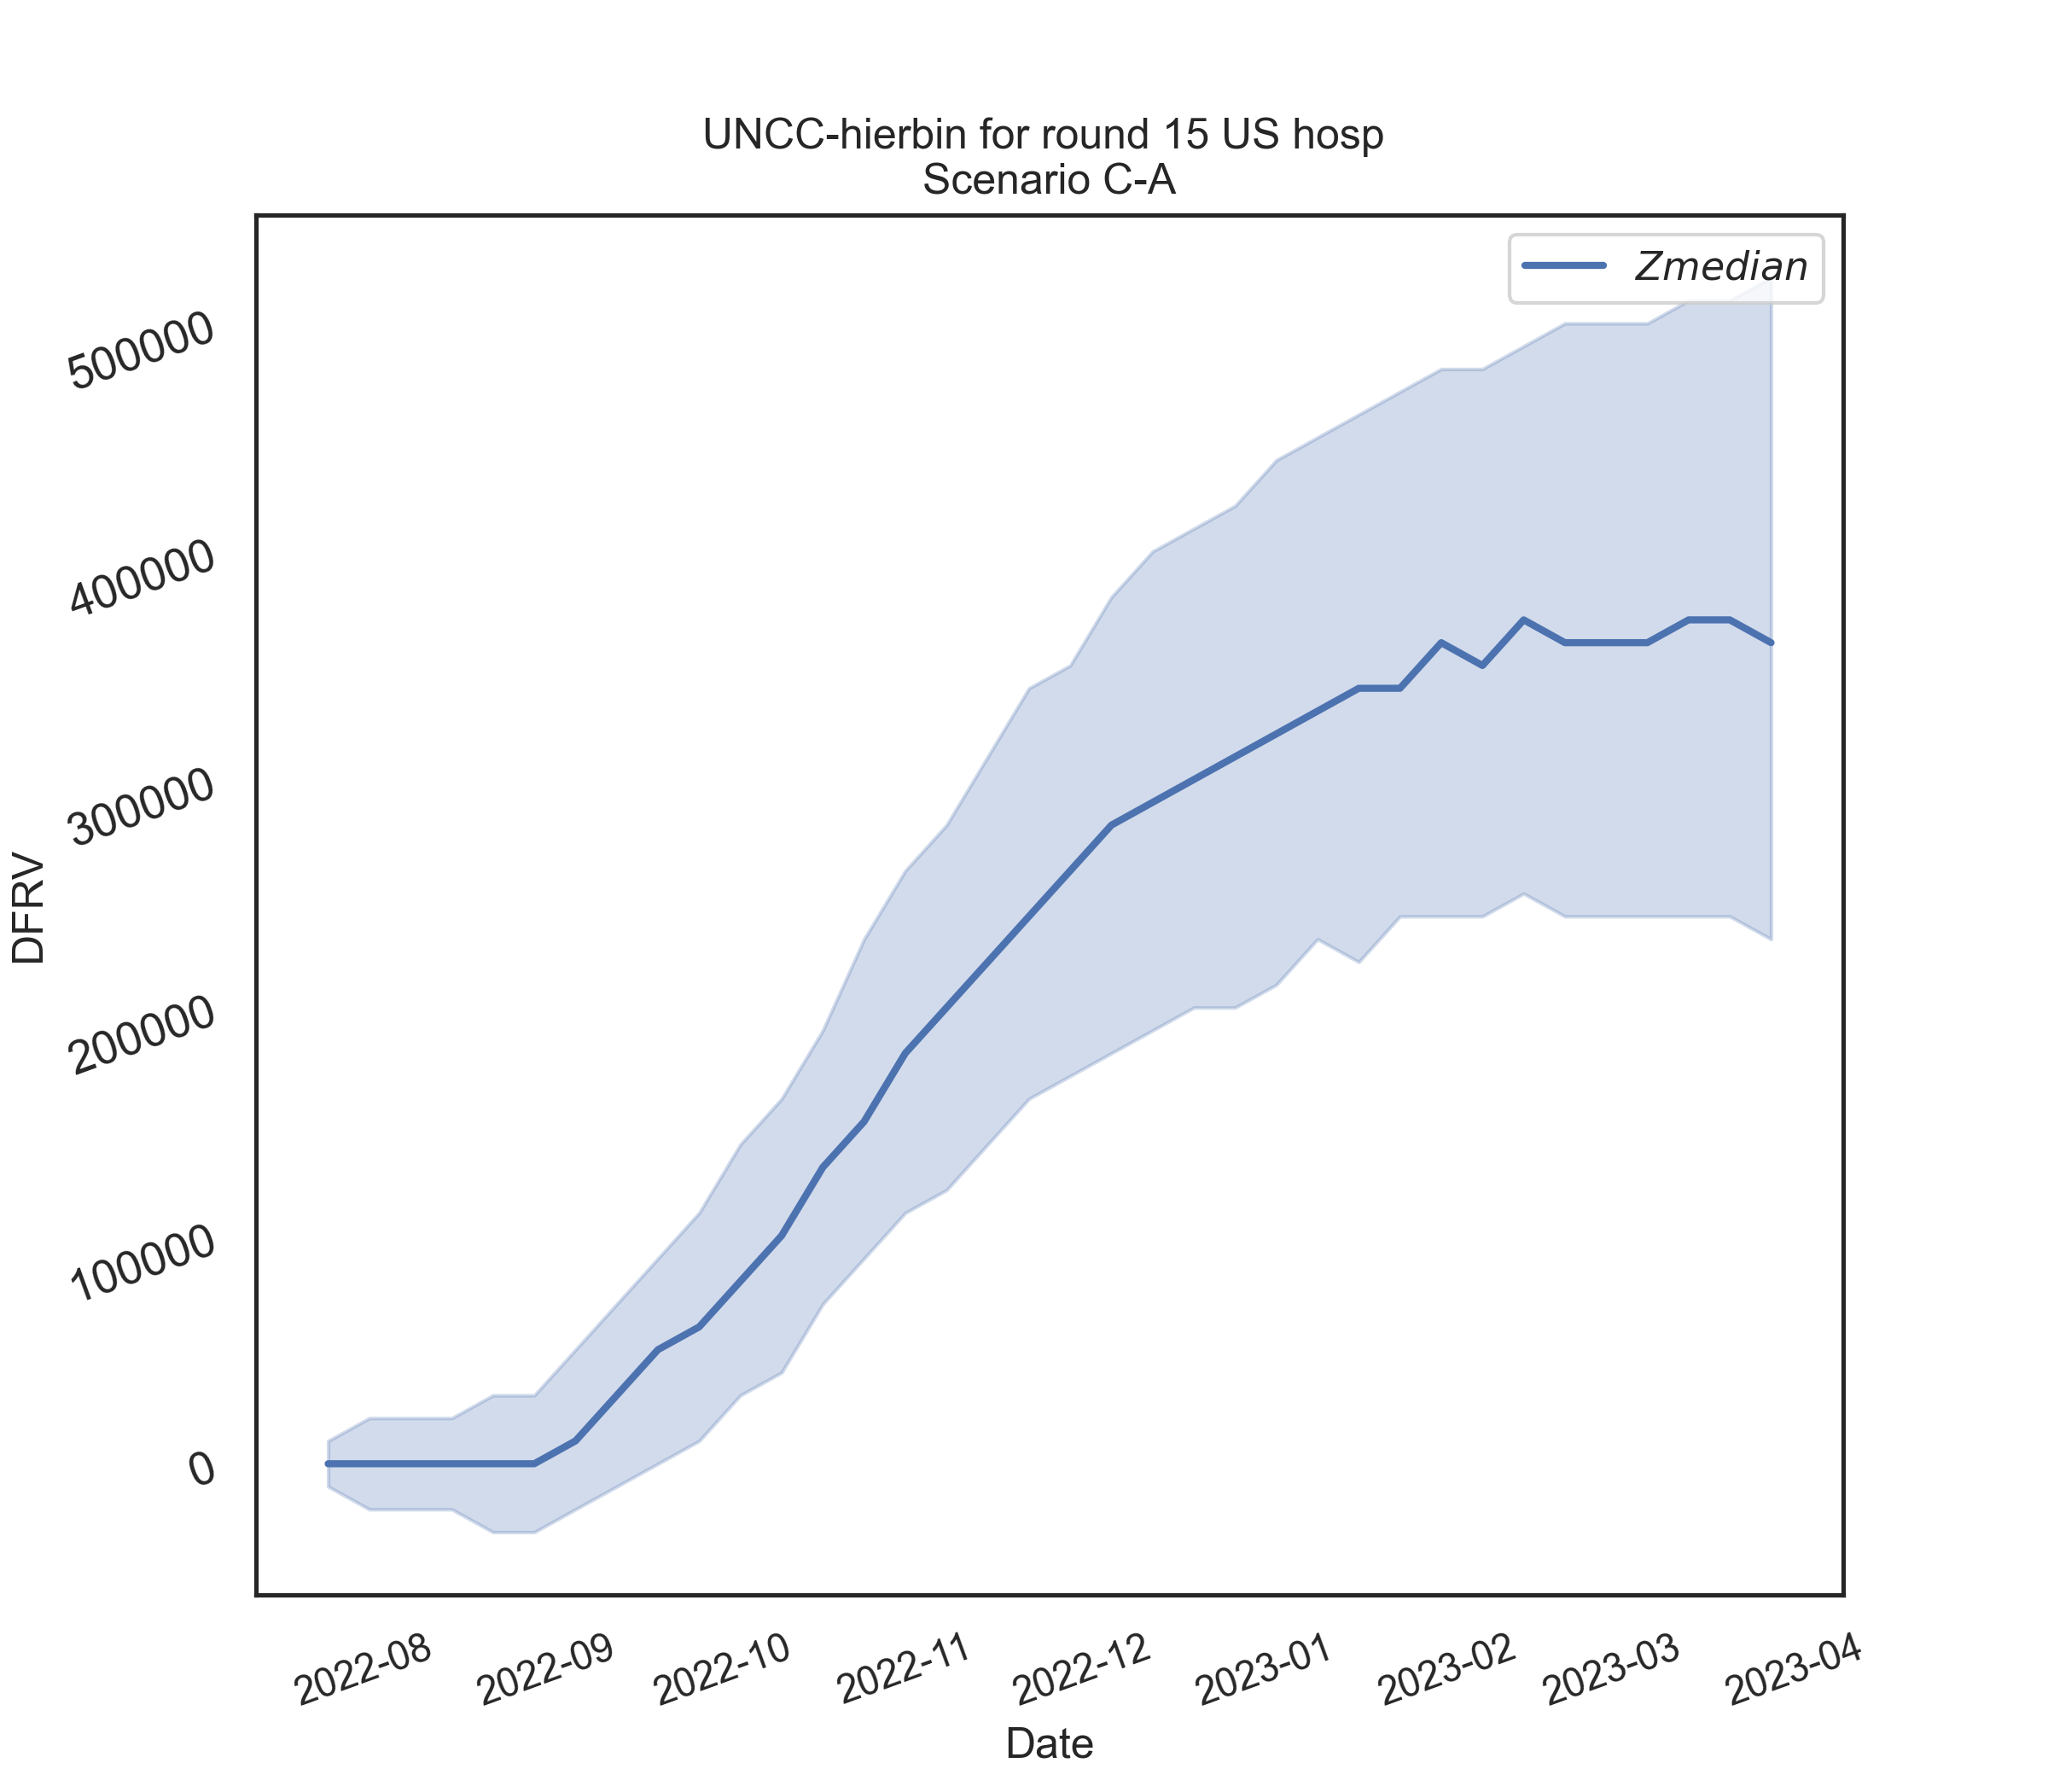 UNCC-hierbin for round 15 US hosp
Scenario C-A
Zmedian
500000
400000
300000
200000
100000
0
DFRV
2022-08 2022-09 2022-10 2022-11 2022-12 2023-01 2023-02 2023-03 2023-04
Date